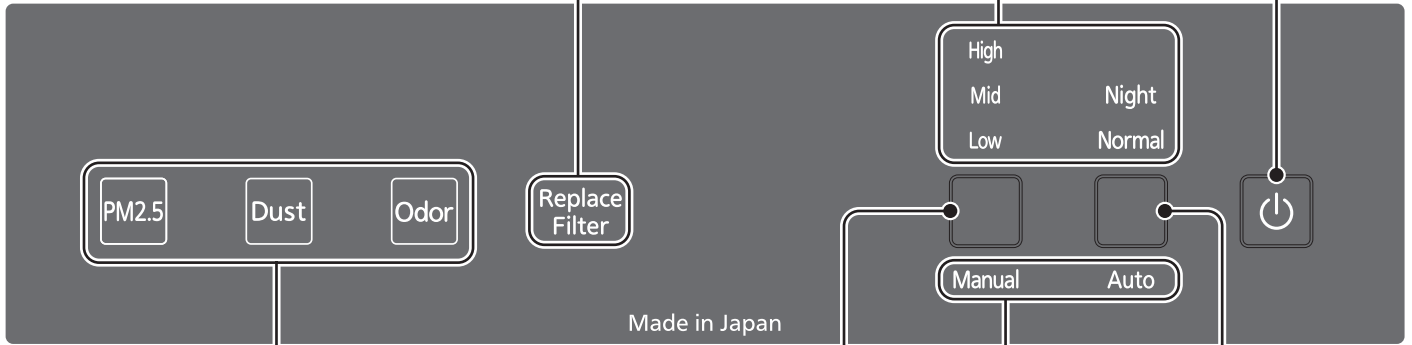 High
Mid
Night
Low
Normal
PM2.5
Dust
Odor
Replace
Filter
Manual
Auto
Made in Japan